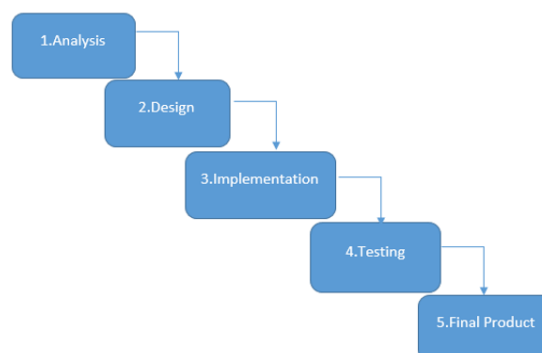 1.Analysis
2.Design
3.Implementation
4.Testing
5.Final Product